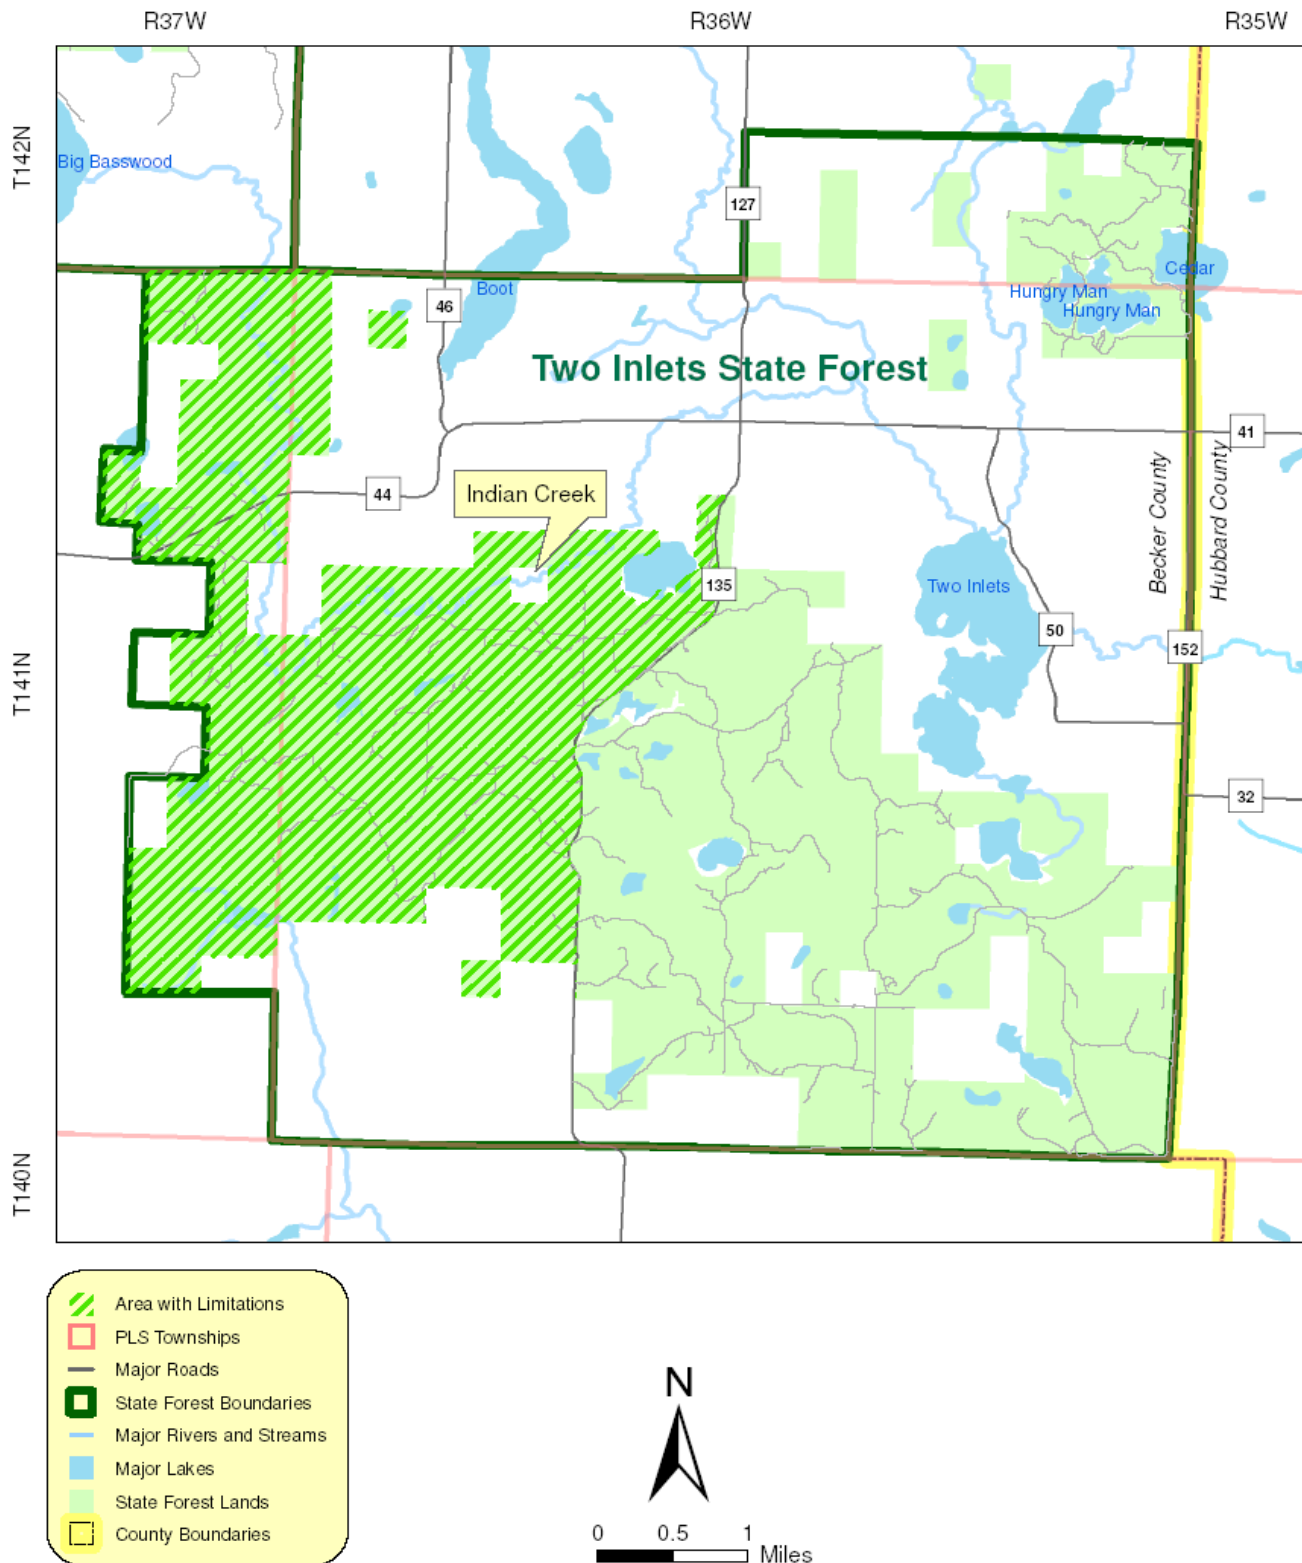 R37W
R36W
R35W
T142N
Big Basswood
127
Cedar
Hungry Man
Hungry Man
Boot
46
Two Inlets State Forest
41
Becker County
Hubbard County
44
Indian Creek
135
Two Inlets
50
152
T141N
32
T140N
Area with Limitations
PLS Townships
Major Roads
State Forest Boundaries
Major Rivers and Streams
Major Lakes
State Forest Lands
County Boundaries
N
0 0.5 1
Miles